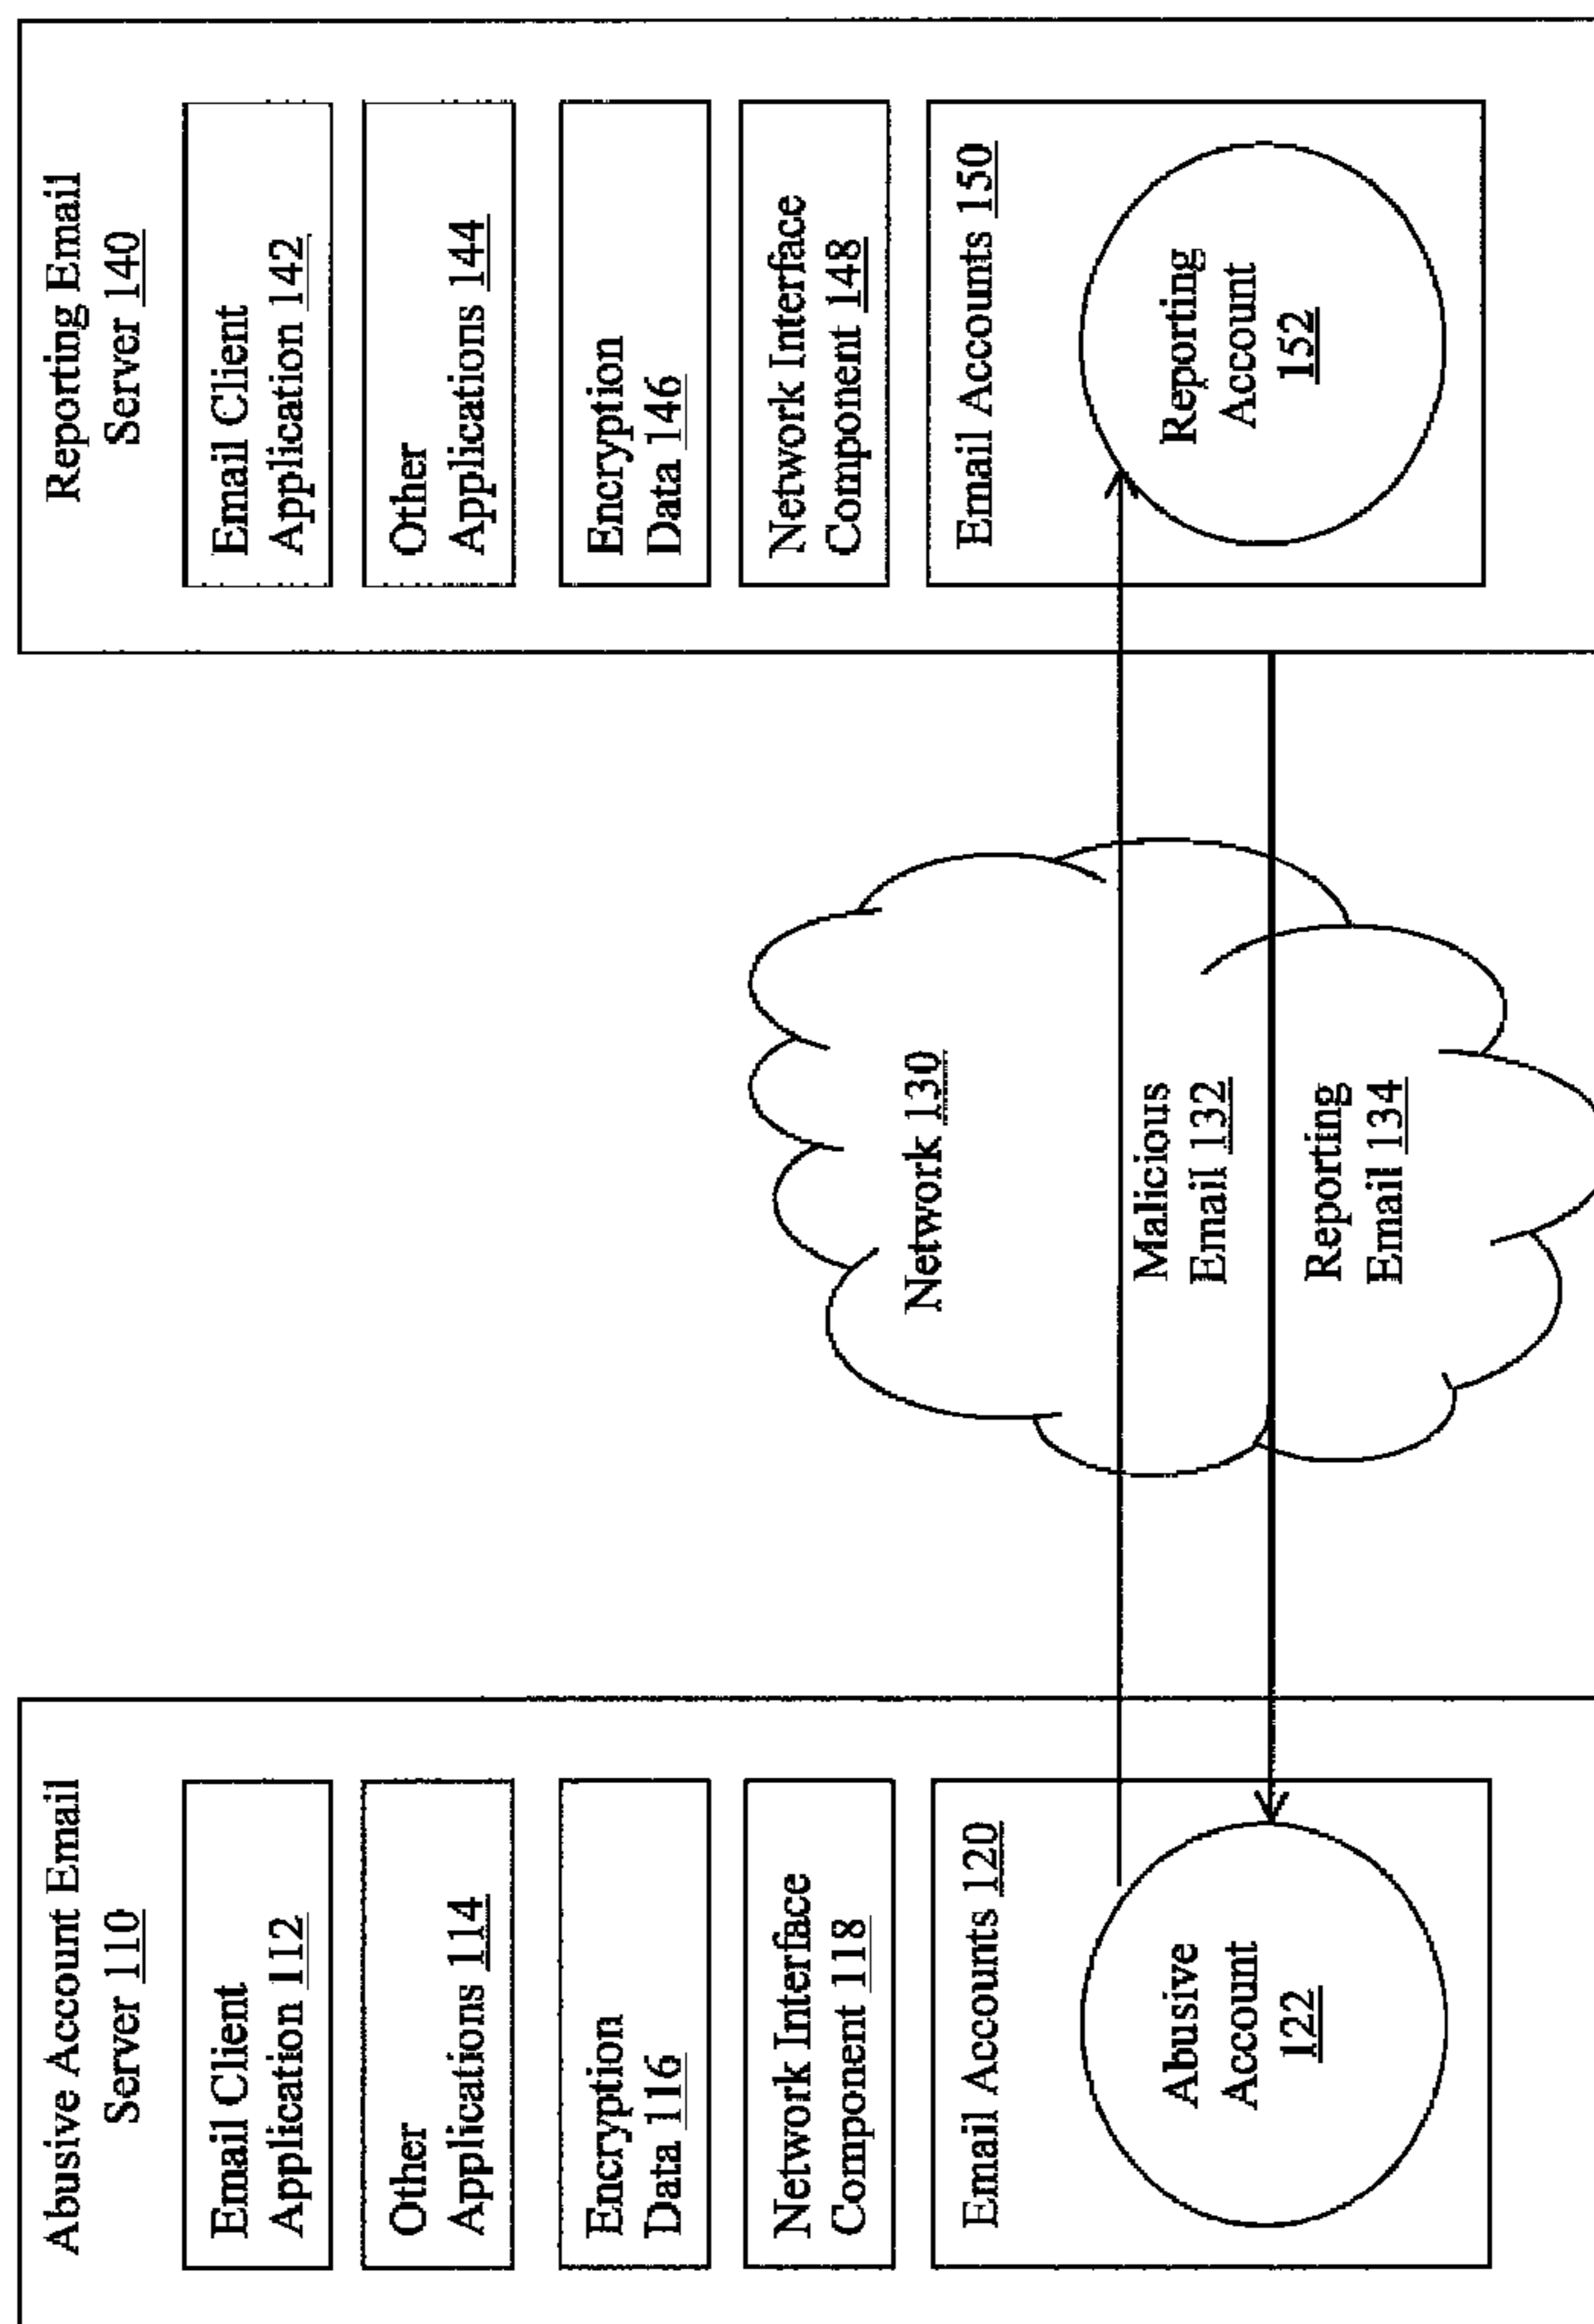 Abusive Account Email
Server 110
Email Client
Application 112
Other
Applications 114
Encryption
Data 116
Network Interface
Component 118
Email Accounts 120
Abusive
Account
122
Network 130
Malicious
Email 132
Reporting
Email 134
Reporting Email
Server 140
Email Client
Application 142
Other
Applications 144
Encryption
Data 146
Network Interface
Component 148
Email Accounts 150
Reporting
Account
152